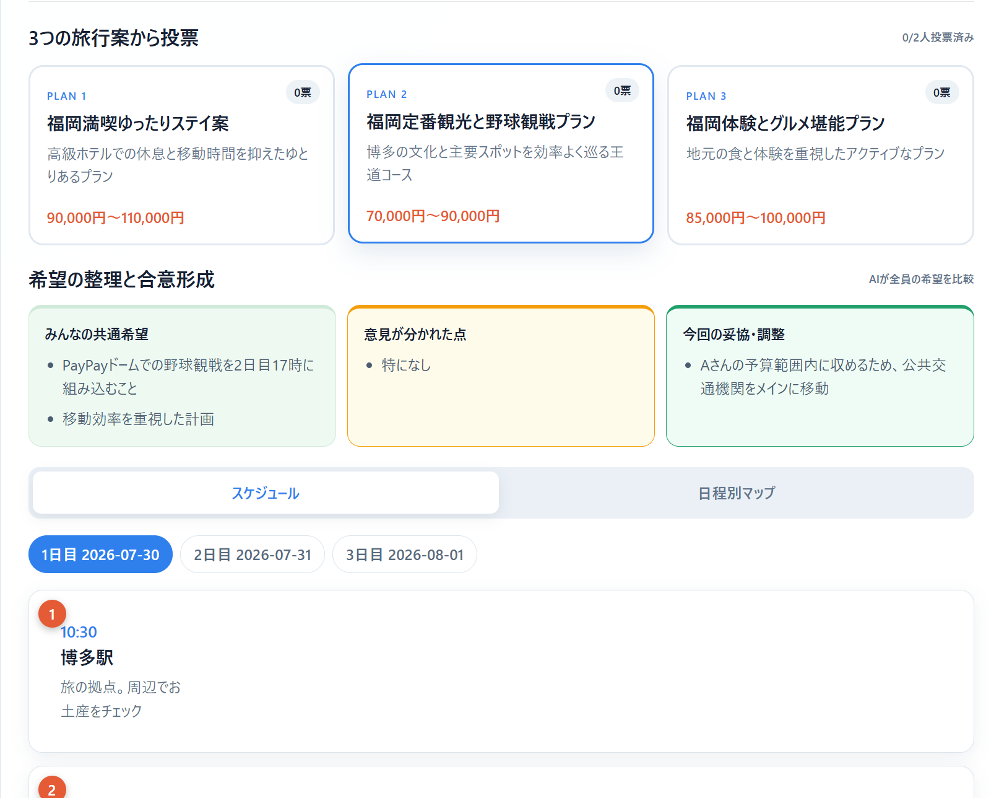 3つの旅行案から投票
0/2人投票済み
PLAN 1
0票
福岡満喫ゆったりステイ案
高級ホテルでの休息と移動時間を抑えたゆと
りあるプラン
90,000円〜110,000円
PLAN 2
0票
福岡定番観光と野球観戦プラン
博多の文化と主要スポットを効率よく巡る王
道コース
70,000円〜90,000円
PLAN 3
0票
福岡体験とグルメ堪能プラン
地元の食と体験を重視したアクティブなプラン
85,000円〜100,000円
希望の整理と合意形成
AIが全員の希望を比較
みんなの共通希望
• PayPayドームでの野球観戦を2日目17時に
組み込むこと
• 移動効率を重視した計画
意見が分かれた点
• 特になし
今回の妥協・調整
• Aさんの予算範囲内に収めるため、公共交
通機関をメインに移動
スケジュール
日程別マップ
1日目 2026-07-30
2日目 2026-07-31
3日目 2026-08-01
1
10:30
博多駅
旅の拠点。周辺でお
土産をチェック
2